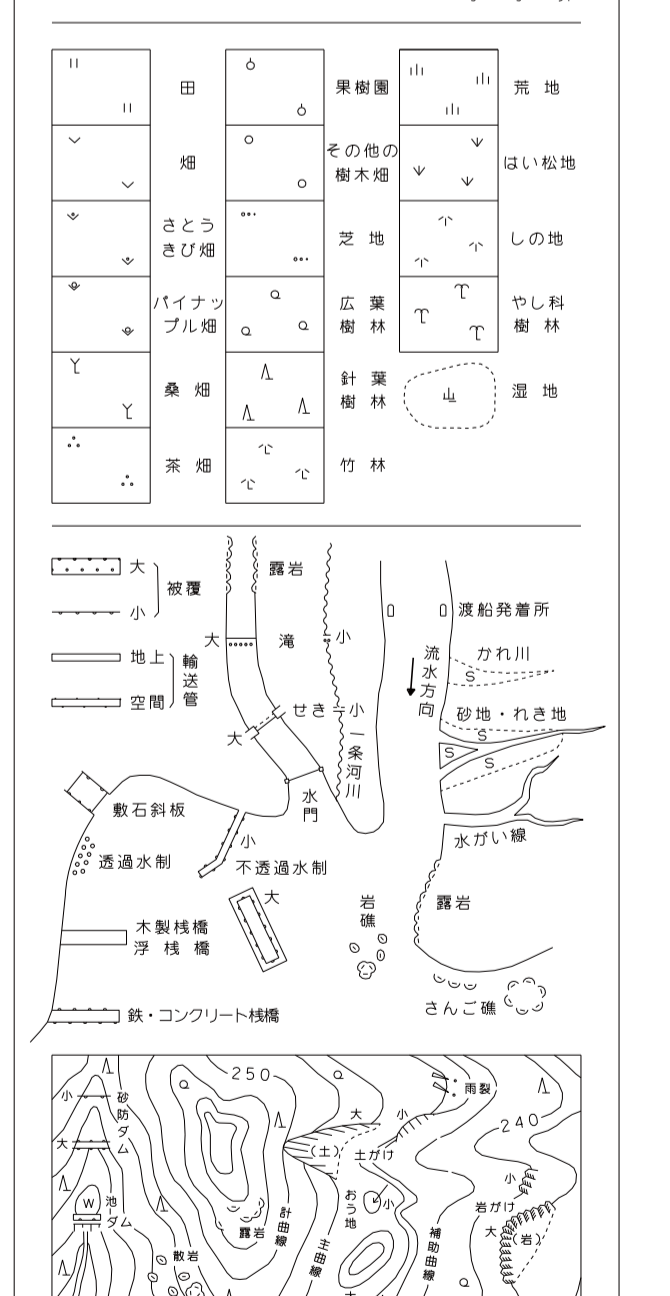 田
果樹園
荒地
畑
その他の
樹木畑
はい松地
さとう
きび畑
芝地
しの地
パイナッ
プル畑
広葉
樹林
やし科
樹林
桑畑
針葉
樹林
湿地
茶畑
竹林
大
小
被覆
地上
空間
輸送管
露岩
大
滝
小
せき
小
大
一条河川
水門
渡船発着所
流水方向
かれ川
S
砂地・れき地
S
S
S
水がい線
敷石斜板
透過水制
小
不透過水制
大
木製桟橋
浮桟橋
鉄・コンクリート桟橋
岩礁
露岩
さんご礁
250
雨裂
240
小
砂防ダム
大
大
小
(土)
土がけ
小
岩がけ
大
(岩)
W
池
ダム
おう地
小
露岩
計曲線
主曲線
補助曲線
散岩